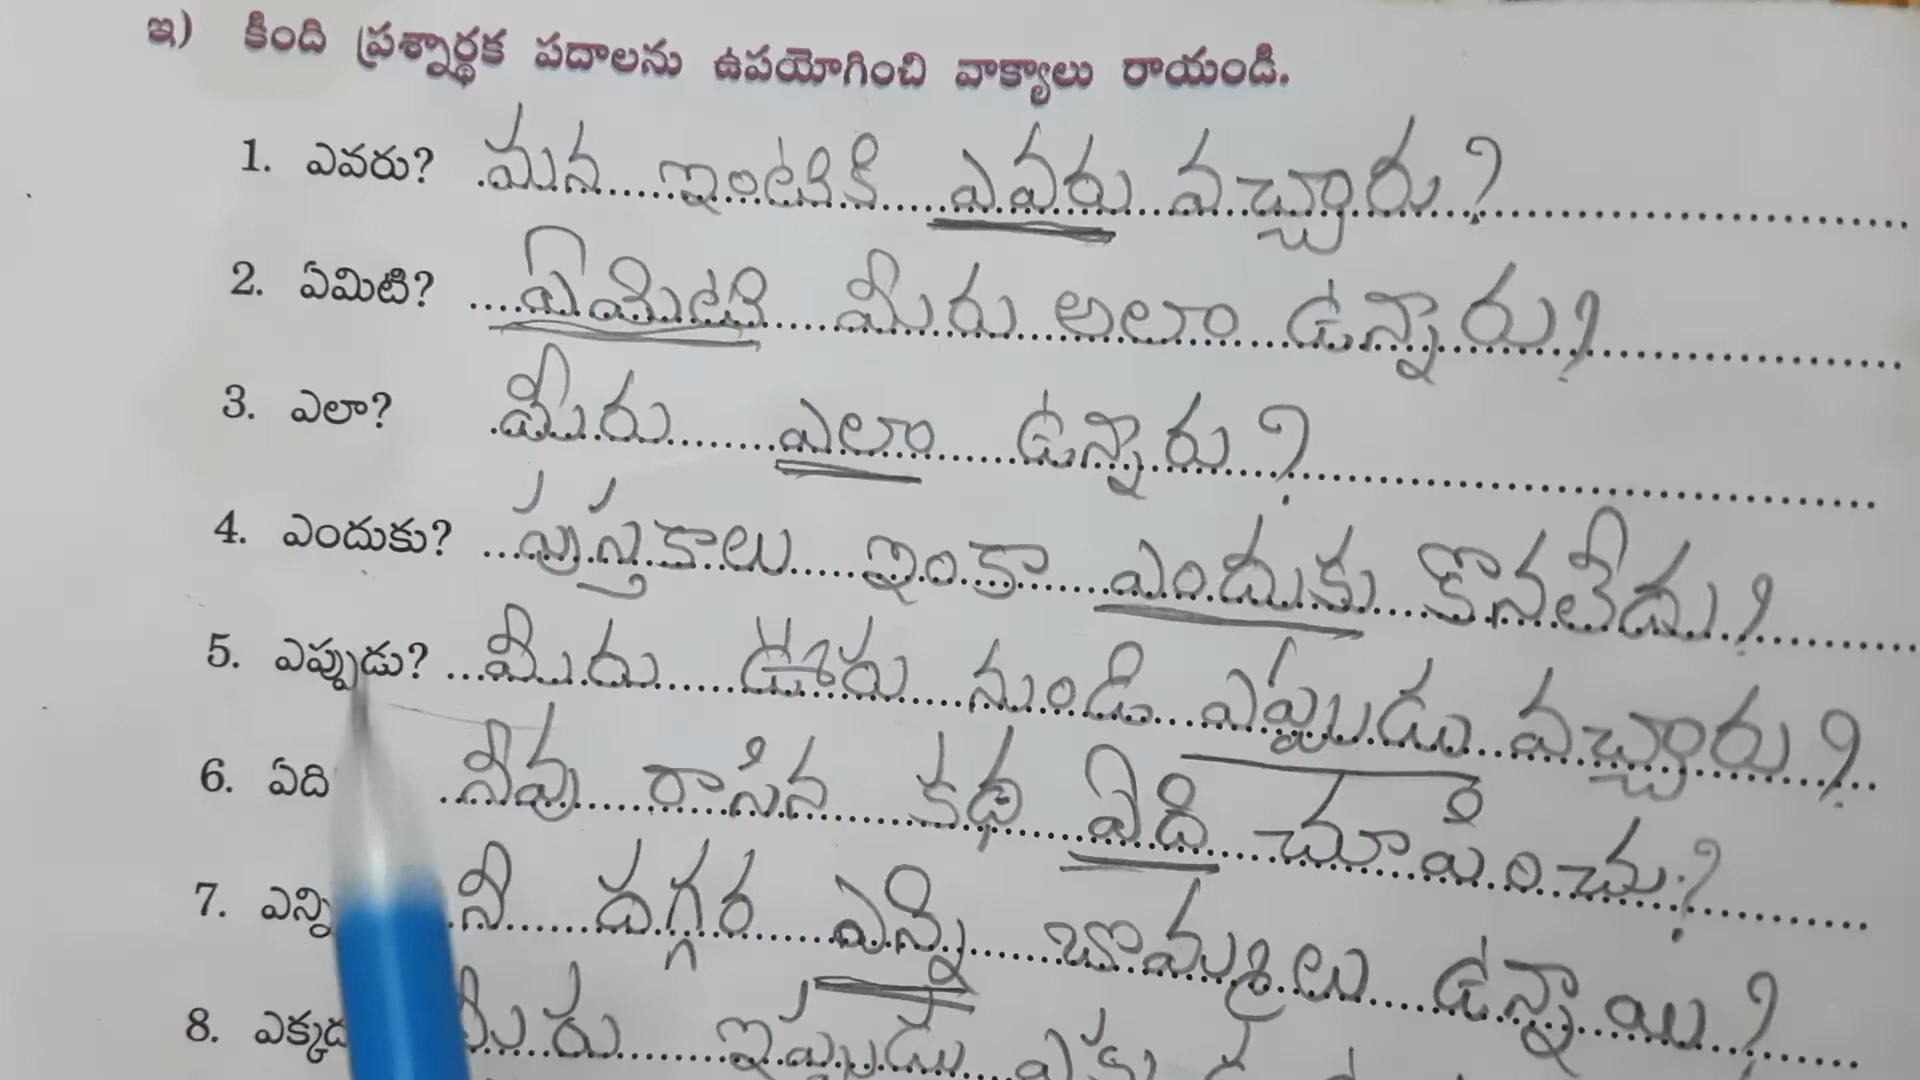 ఇ) కింది ప్రశ్నార్థక పదాలను ఉపయోగించి వాక్యాలు రాయండి.
1. ఎవరు? మన ఇంటికి ఎవరు వచ్చారు?
2. ఏమిటి? ఏమిటి మీరు అలా ఉన్నారు?
3. ఎలా? మీరు ఎలా ఉన్నారు?
4. ఎందుకు? పుస్తకాలు ఇంకా ఎందుకు కొనలేదు?
5. ఎప్పుడు? మీరు ఊరు నుండి ఎప్పుడు వచ్చారు?
6. ఏది నీవు రాసిన కథ ఏది చూపించు?
7. ఎన్ని నీ దగ్గర ఎన్ని బొమ్మలు ఉన్నాయి?
8. మీరు ఇప్పుడు